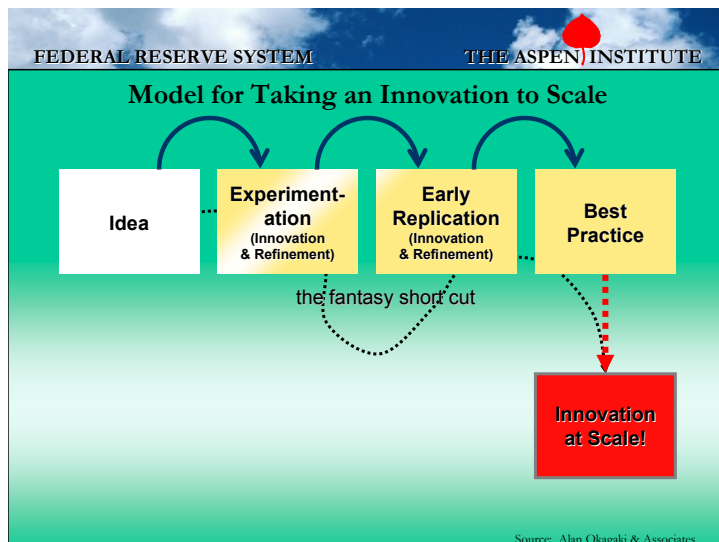 FEDERAL RESERVE SYSTEM
THE ASPEN INSTITUTE
Model for Taking an Innovation to Scale
Idea
Experiment-
ation
(Innovation
& Refinement)
Early
Replication
(Innovation
& Refinement)
Best
Practice
the fantasy short cut
Innovation
at Scale!
Source: Alan Okagaki & Associates